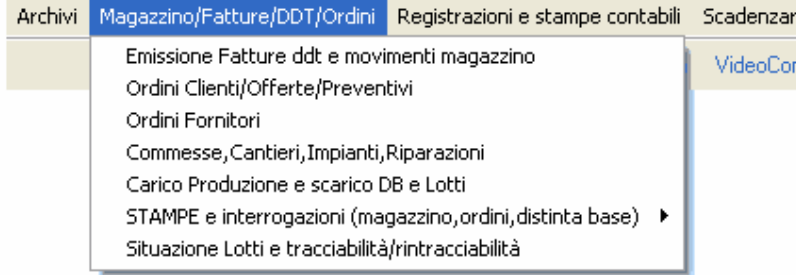 Archivi Magazzino/Fatture/DDT/Ordini Registrazioni e stampe contabili
Emissione Fatture ddt e movimenti magazzino
Ordini Clienti/Offerte/Preventivi
Ordini Fornitori
Commesse,Cantieri,Impianti,Riparazioni
Carico Produzione e scarico DB e Lotti
STAMPE e interrogazioni (magazzino,ordini,distinta base)
Situazione Lotti e tracciabilità/rintracciabilità